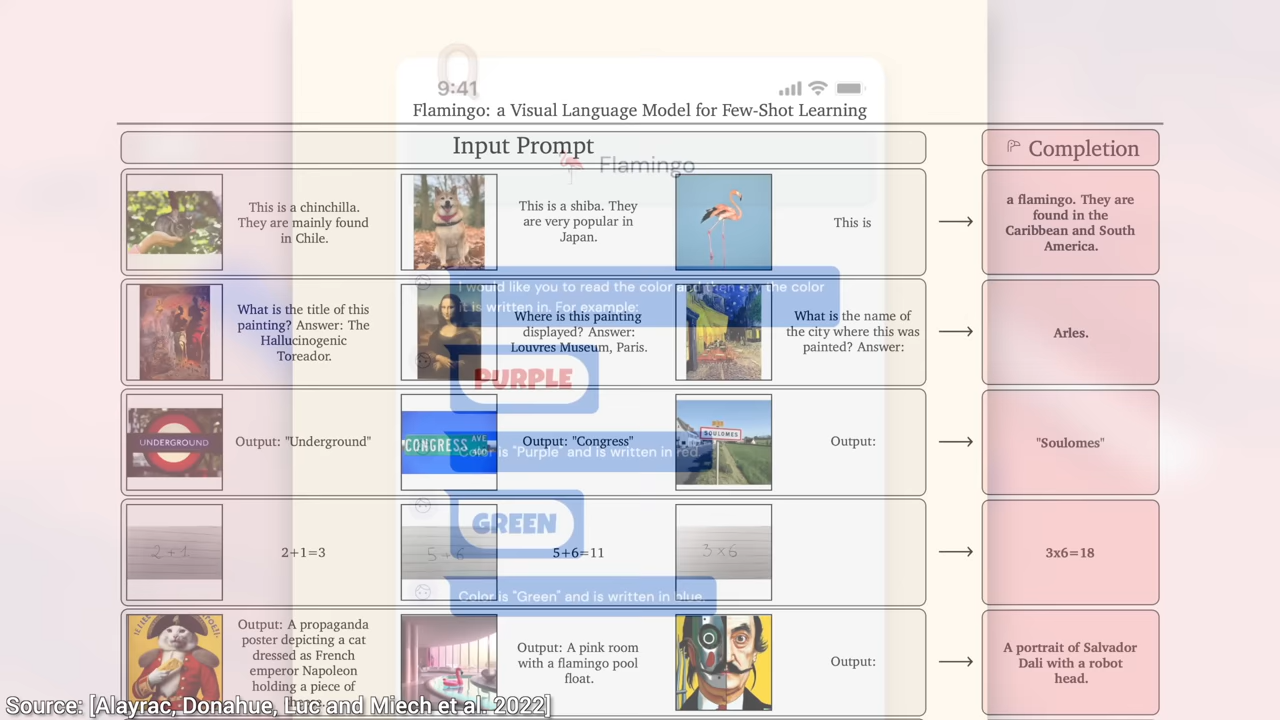 9:41
Flamingo: a Visual Language Model for Few-Shot Learning
Input Prompt
Completion
Flamingo
This is a chinchilla.
They are mainly found
in Chile.
This is a shiba. They
are very popular in
Japan.
This is
a flamingo. They are
found in the
Caribbean and South
America.
I would like you to read the color and then say the color
it is written in. For example:
What is the title of this
painting? Answer: The
Hallucinogenic
Toreador.
Where is this painting
displayed? Answer:
Louvres Museum, Paris.
What is the name of
the city where this was
painted? Answer:
Arles.
PURPLE
UNDERGROUND
Output: "Underground"
CONGRESS AVE
Output: "Congress"
SOULOMES
Output:
"Soulomes"
Color is "Purple" and is written in red.
GREEN
2+1
2+1=3
5+6
5+6=11
3x6
3x6=18
Color is "Green" and is written in blue.
Output: A propaganda
poster depicting a cat
dressed as French
emperor Napoleon
holding a piece of
Output: A pink room
with a flamingo pool
float.
Output:
A portrait of Salvador
Dali with a robot
head.
Source: [Alayrac, Donahue, Luc and Miech et al. 2022]